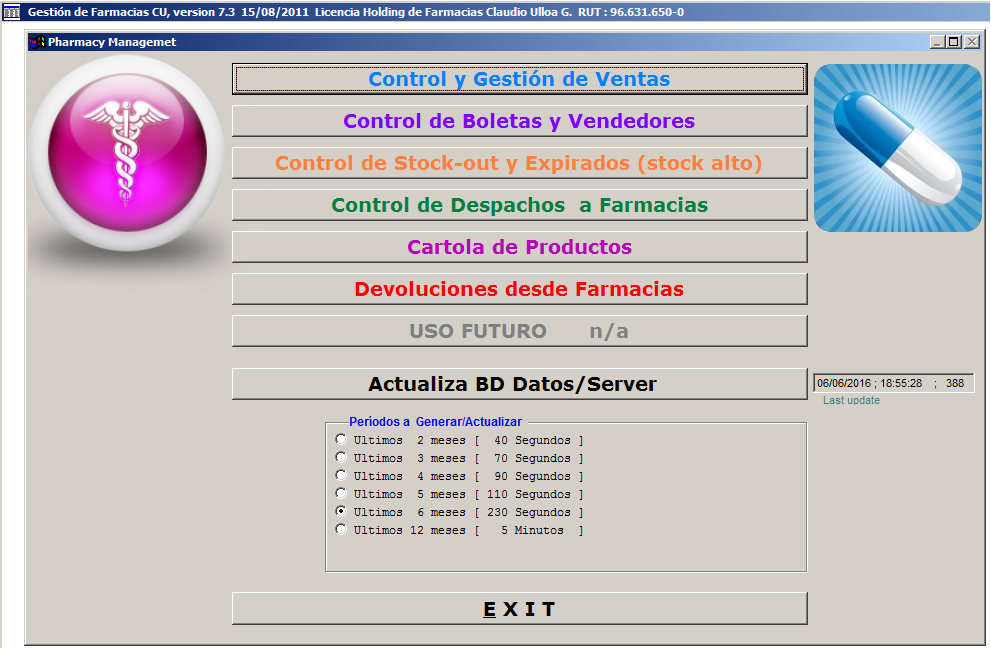 Gestión de Farmacias CU, version 7.3  15/08/2011  Licencia Holding de Farmacias Claudio Ulloa G.  RUT : 96.631.650-0
Pharmacy Managemet
Control y Gestión de Ventas
Control de Boletas y Vendedores
Control de Stock-out y Expirados (stock alto)
Control de Despachos  a Farmacias
Cartola de Productos
Devoluciones desde Farmacias
USO FUTURO      n/a
Actualiza BD Datos/Server
06/06/2016 ; 18:55:28    ;   388
Last update
Períodos a  Generar/Actualizar
Ultimos  2 meses [  40 Segundos ]
Ultimos  3 meses [  70 Segundos ]
Ultimos  4 meses [  90 Segundos ]
Ultimos  5 meses [ 110 Segundos ]
Ultimos  6 meses [ 230 Segundos ]
Ultimos 12 meses [   5 Minutos  ]
E X I T